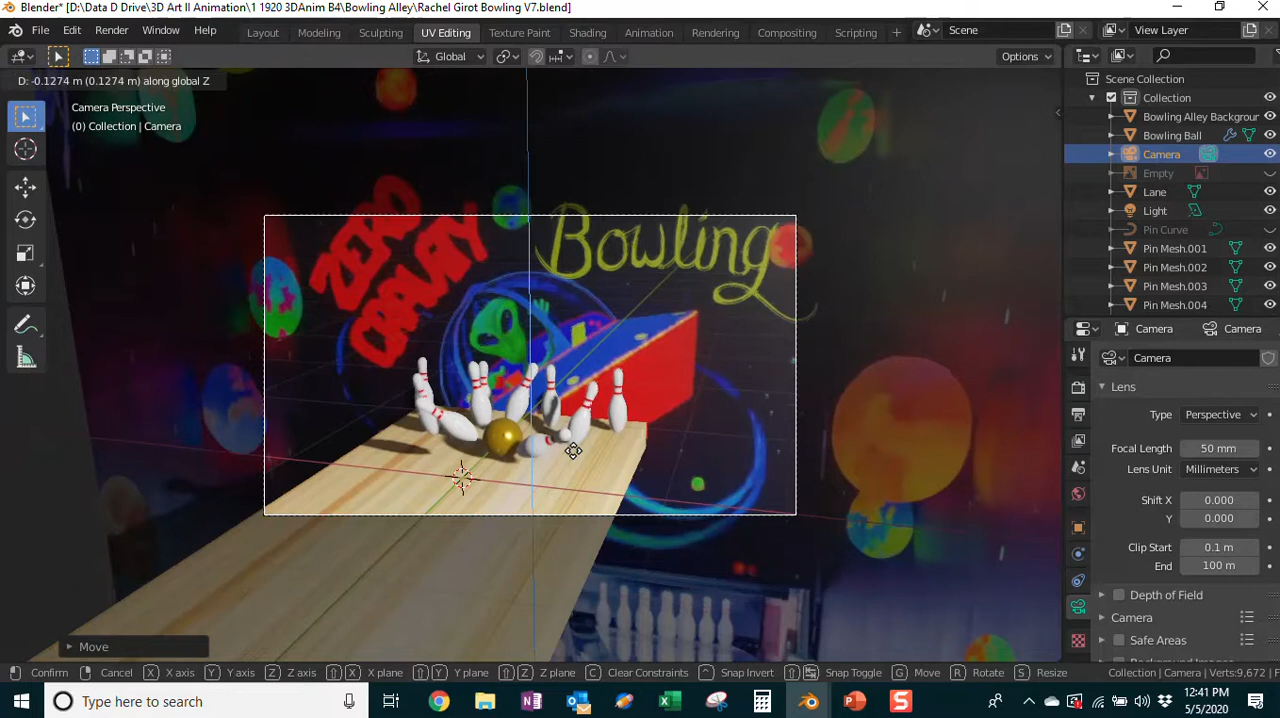 Blender* [D:\Data D Drive\3D Art II Animation\1 1920 3DAnim B4\Bowling Alley\Rachel Girot Bowling V7.blend]
File Edit Render Window Help Layout Modeling Sculpting UV Editing Texture Paint Shading Animation Rendering Compositing Scripting + Scene View Layer
Global Options
D: -0.1274 m (0.1274 m) along global Z
Camera Perspective
(0) Collection | Camera
Scene Collection
Collection
Bowling Alley Backgrour
Bowling Ball
Camera
Empty
Lane
Light
Pin Curve
Pin Mesh.001
Pin Mesh.002
Pin Mesh.003
Pin Mesh.004
ZERO
GRAVITY
Bowling
Camera Camera
Camera
Lens
Type Perspective
Focal Length 50 mm
Lens Unit Millimeters
Shift X 0.000
Y 0.000
Clip Start 0.1 m
End 100 m
Depth of Field
Camera
Safe Areas
Move
Confirm Cancel X X axis Y Y axis Z Z axis X X plane Y Y plane Z Z plane C Clear Constraints Snap Invert Snap Toggle G Move R Rotate S Resize Collection | Camera | Verts:9,672 | F
Type here to search
12:41 PM
5/5/2020